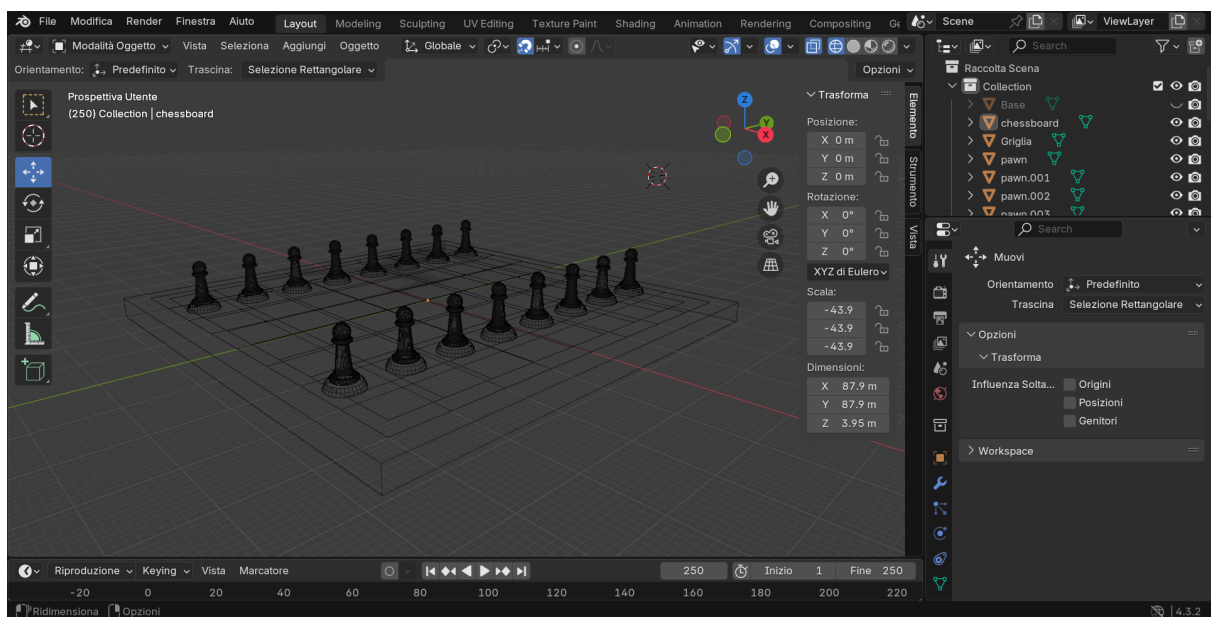 File Modifica Render Finestra Aiuto Layout Modeling Sculpting UV Editing Texture Paint Shading Animation Rendering Compositing Ge Scene ViewLayer
Modalità Oggetto Vista Seleziona Aggiungi Oggetto Globale
Orientamento: Predefinito Trascina: Selezione Rettangolare Opzioni
Prospettiva Utente
(250) Collection | chessboard
Z
Y
X
Trasforma
Posizione:
X 0 m
Y 0 m
Z 0 m
Rotazione:
X 0°
Y 0°
Z 0°
XYZ di Eulero
Scala:
-43.9
-43.9
-43.9
Dimensioni:
X 87.9 m
Y 87.9 m
Z 3.95 m
Elemento
Strumento
Vista
Search
Raccolta Scena
Collection
Base
chessboard
Griglia
pawn
pawn.001
pawn.002
pawn.003
Search
Muovi
Orientamento Predefinito
Trascina Selezione Rettangolare
Opzioni
Trasforma
Influenza Solta... Origini
Posizioni
Genitori
Workspace
Riproduzione Keying Vista Marcatore 250 Inizio 1 Fine 250
-20 0 20 40 60 80 100 120 140 160 180 200 220
Ridimensiona Opzioni 4.3.2